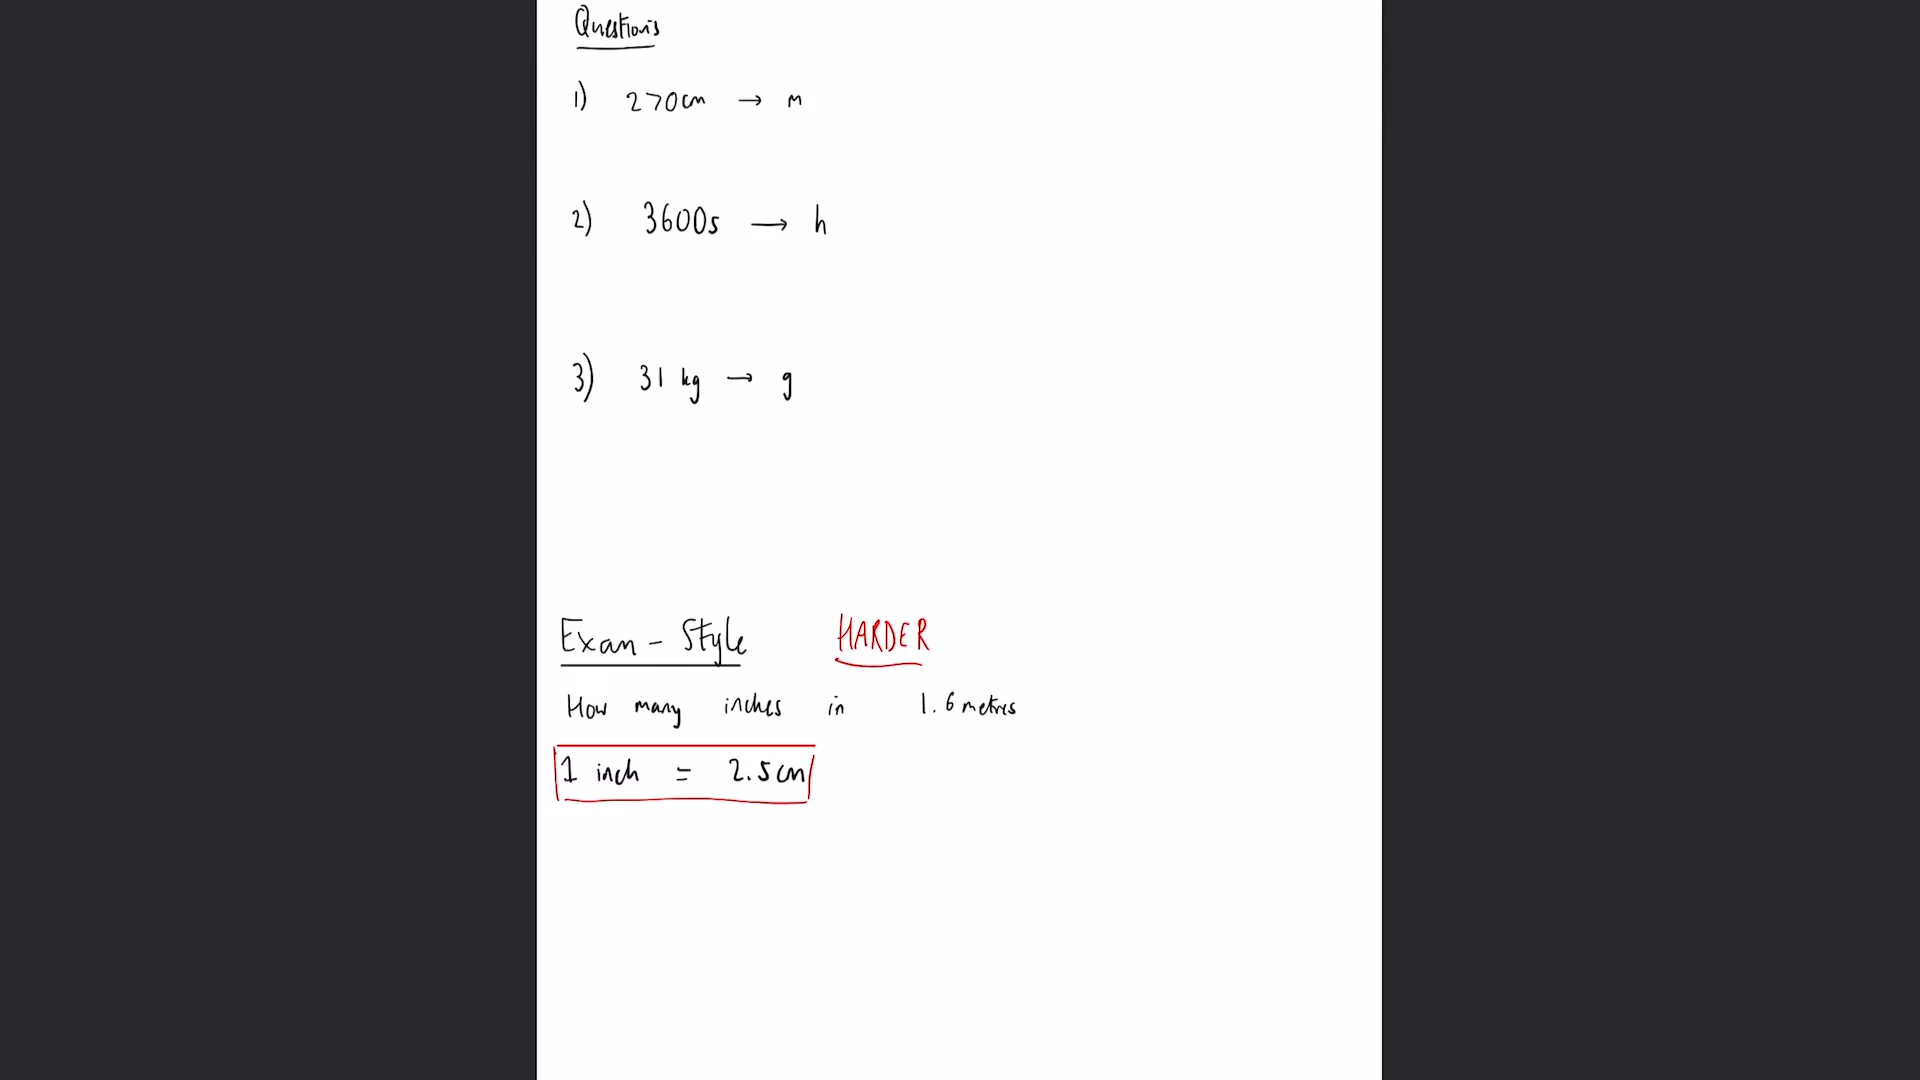 Questions
1) 270cm → m
2) 3600s → h
3) 31 kg → g
Exam - Style HARDER
How many inches in 1.6 metres
1 inch = 2.5cm